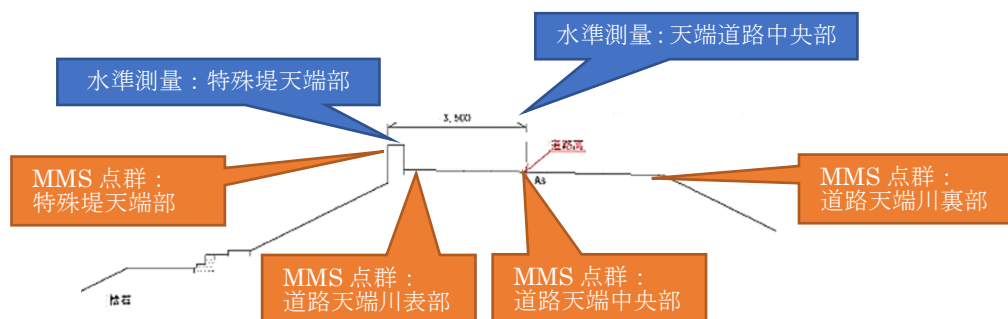 水準測量：天端道路中央部
水準測量：特殊堤天端部
3,500
道路高
MMS 点群：
特殊堤天端部
As
MMS 点群：
道路天端川裏部
MMS 点群：
道路天端川表部
MMS 点群：
道路天端中央部
捨石